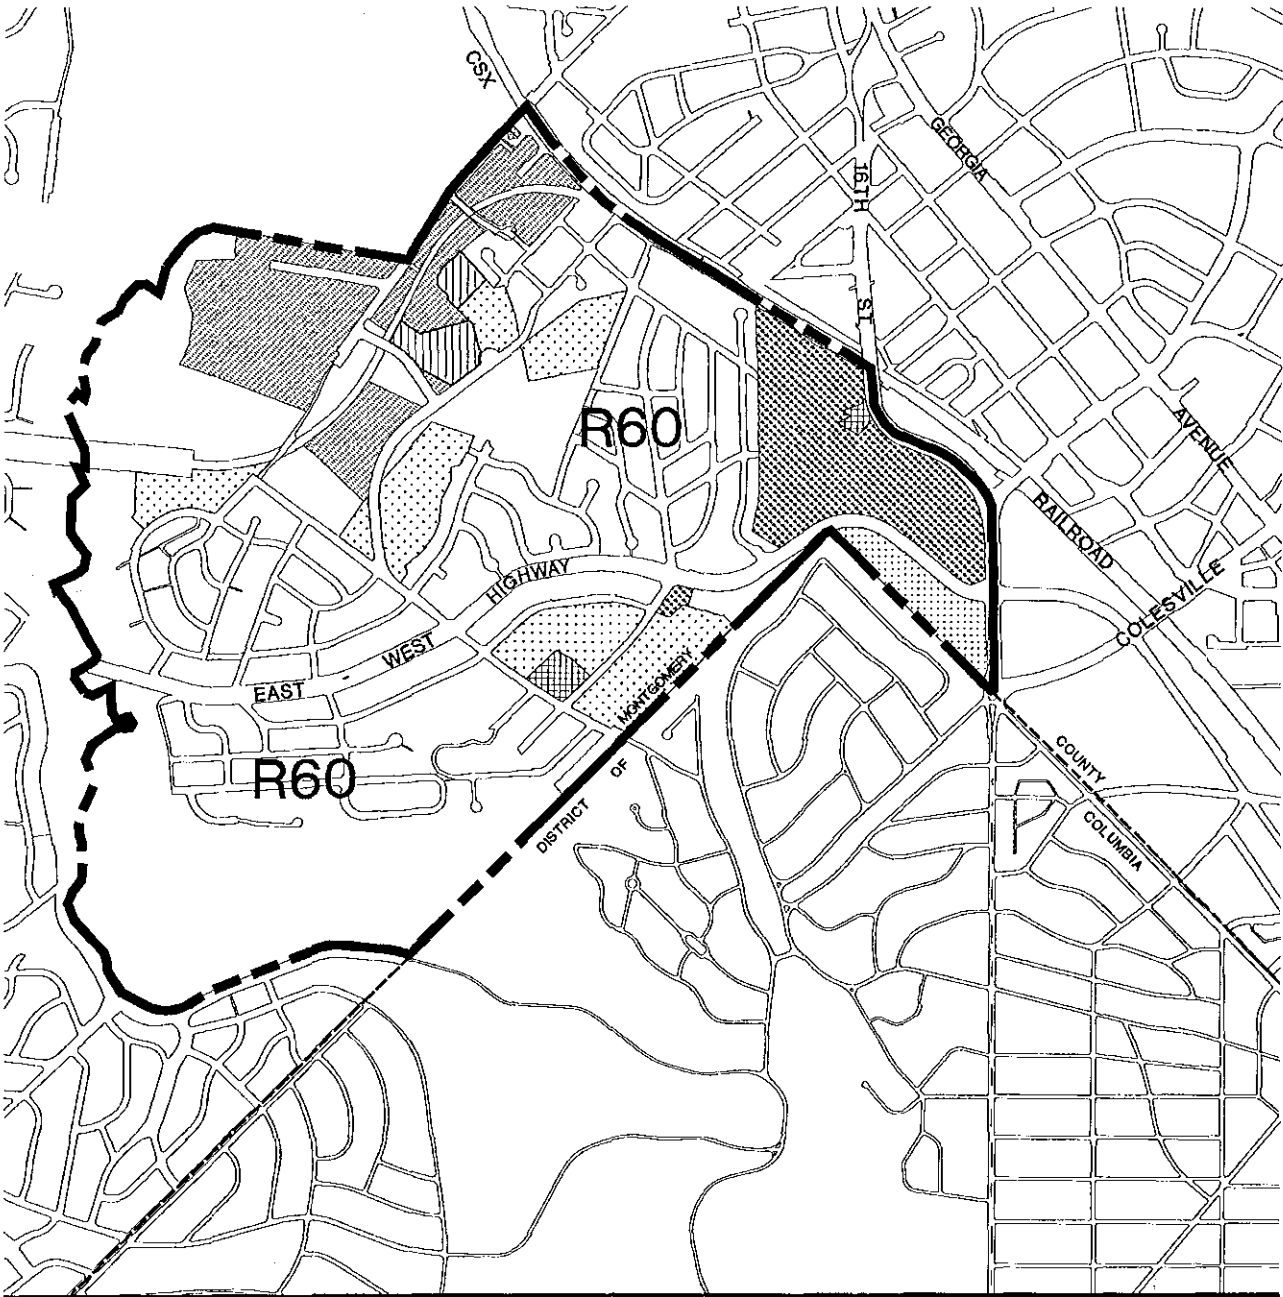 CSX
GEORGIA
16TH
ST
R60
AVENUE
RAILROAD
HIGHWAY
COLESVILLE
WEST
EAST
MONTGOMERY
R60
OF
COUNTY
DISTRICT
COLUMBIA